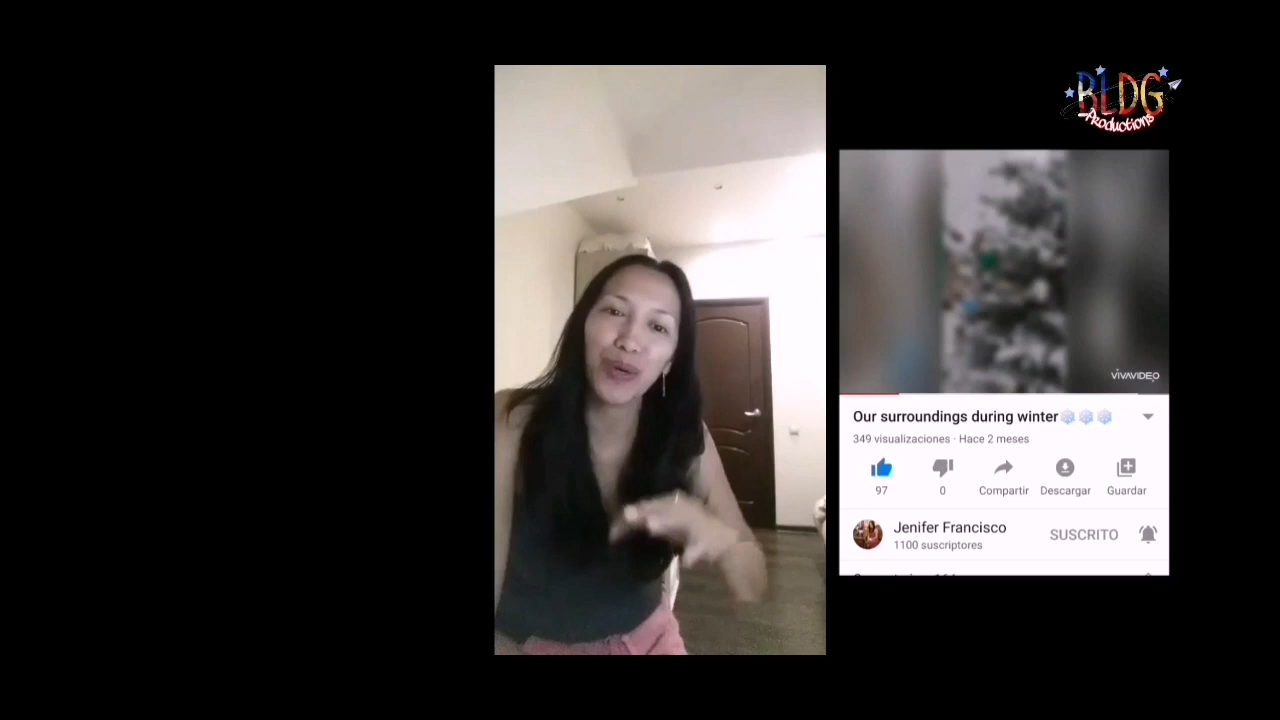 BLDG
Productions
VIVAVIDEO
Our surroundings during winter❄️❄️❄️
349 visualizaciones · Hace 2 meses
97
0
Compartir
Descargar
Guardar
Jenifer Francisco
1100 suscriptores
SUSCRITO